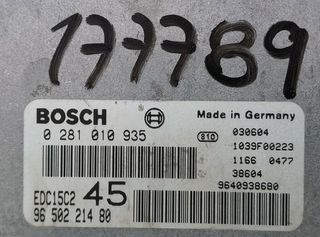 177789
BOSCH
Made in Germany
0 281 010 935
S10
030604
1039F00223
1166 0477
38604
EDC15C2 45
9640938680
96 502 214 80